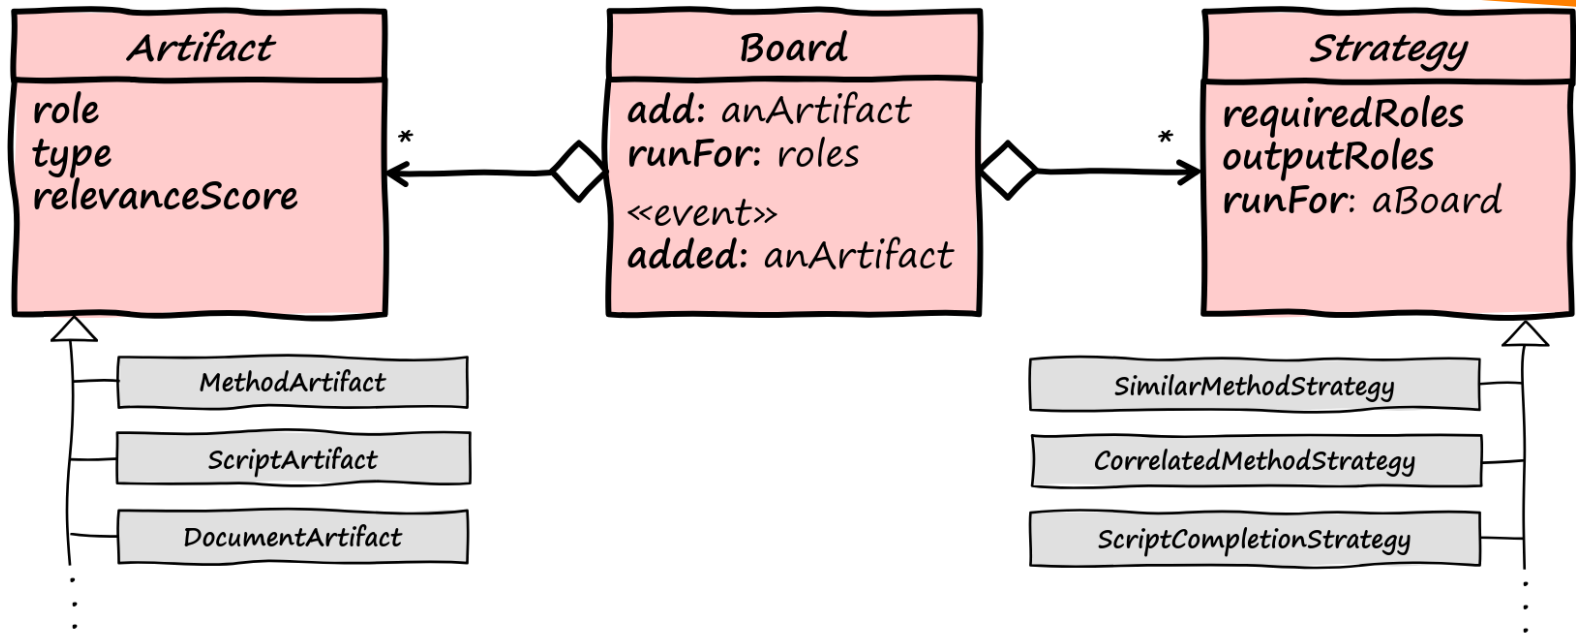 Artifact
role
type
relevanceScore
*
Board
add: anArtifact
runFor: roles
«event»
added: anArtifact
*
Strategy
requiredRoles
outputRoles
runFor: aBoard
MethodArtifact
ScriptArtifact
DocumentArtifact
SimilarMethodStrategy
CorrelatedMethodStrategy
ScriptCompletionStrategy